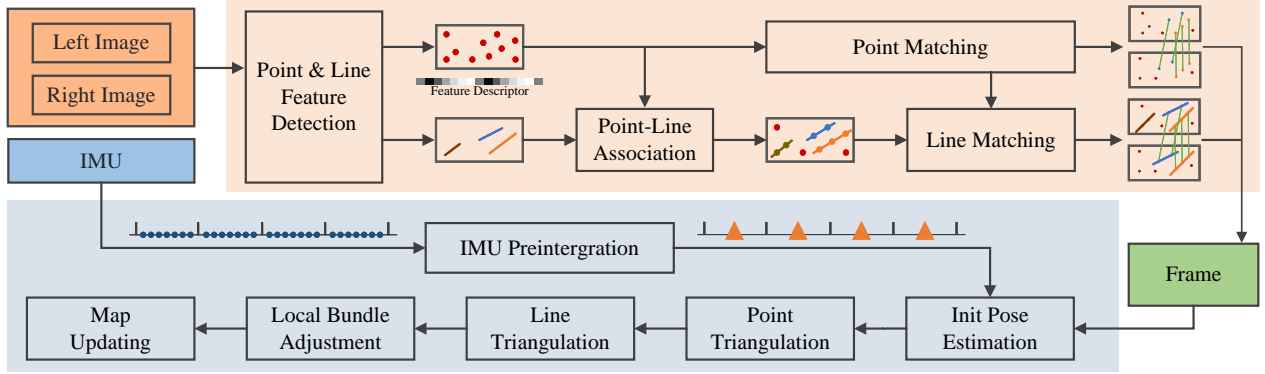 Left Image
Right Image
IMU
Point & Line
Feature
Detection
Feature Descriptor
Point-Line
Association
Point Matching
Line Matching
IMU Preintergration
Frame
Init Pose
Estimation
Point
Triangulation
Line
Triangulation
Local Bundle
Adjustment
Map
Updating